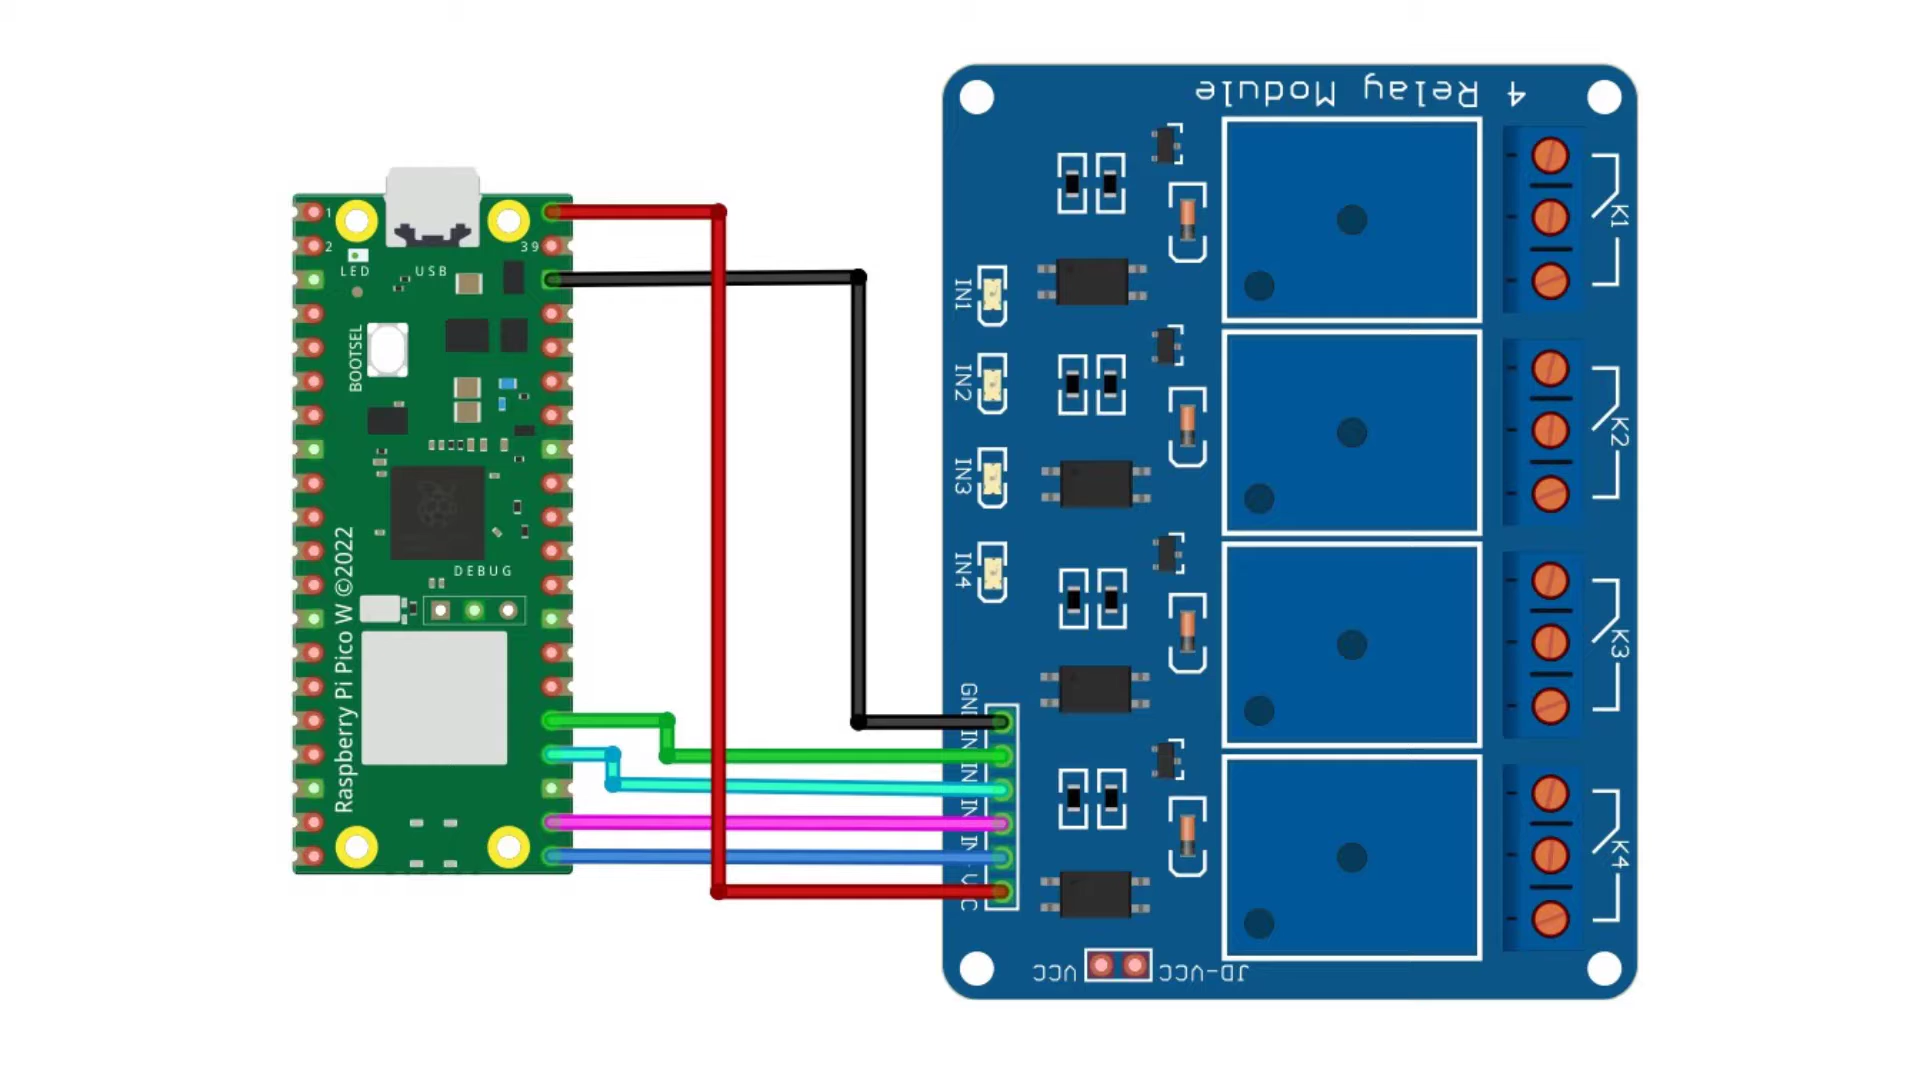 1
2
39
LED
USB
BOOTSEL
DEBUG
Raspberry Pi Pico W ©2022
4 Relay Module
IN1
IN2
IN3
IN4
K1
K2
K3
K4
VCC
JD-VCC